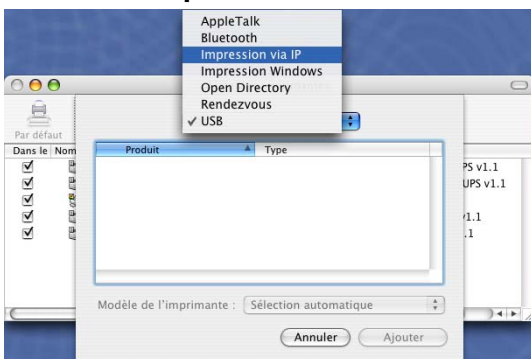 AppleTalk
Bluetooth
Impression via IP
Impression Windows
Open Directory
Rendezvous
✓ USB
Par défaut
Dans le Nom
Produit Type
PS v1.1
UPS v1.1
v1.1
.1
Modèle de l'imprimante : Sélection automatique
Annuler Ajouter